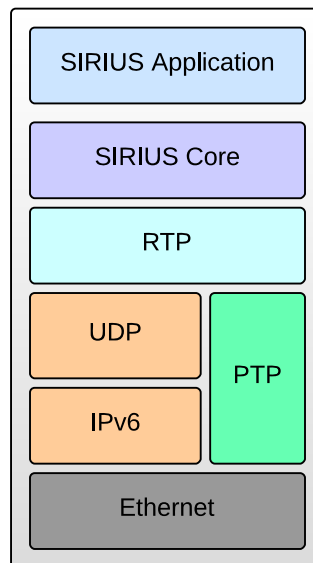 SIRIUS Application
SIRIUS Core
RTP
UDP
PTP
IPv6
Ethernet